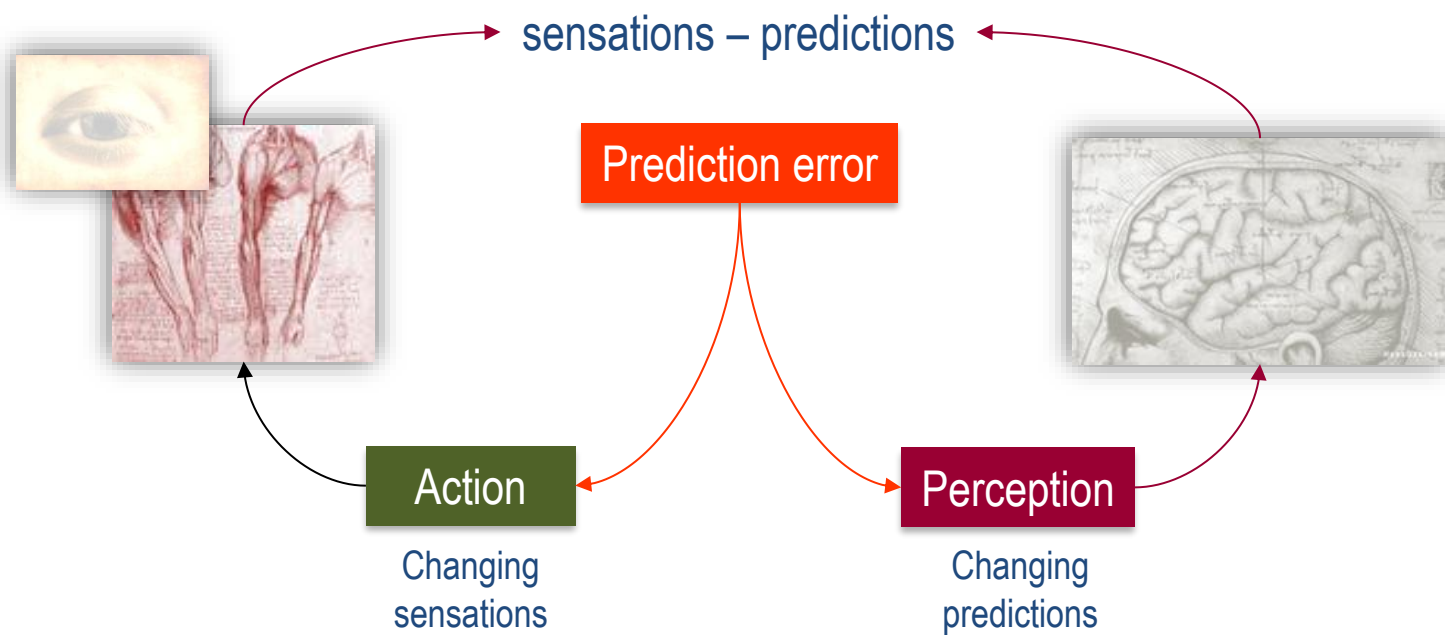 sensations – predictions
Prediction error
Action
Perception
Changing
sensations
Changing
predictions